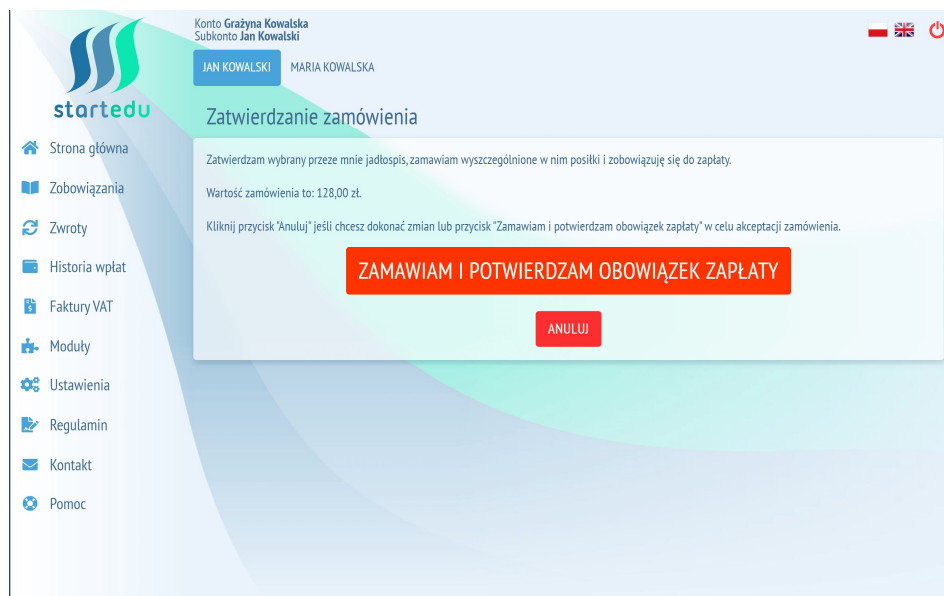 Konto Grażyna Kowalska
Subkonto Jan Kowalski
JAN KOWALSKI
MARIA KOWALSKA
startedu
Zatwierdzanie zamówienia
Strona główna
Zobowiązania
Zwroty
Historia wpłat
Faktury VAT
Moduły
Ustawienia
Regulamin
Kontakt
Pomoc
Zatwierdzam wybrany przeze mnie jadłospis, zamawiam wyszczególnione w nim posiłki i zobowiązuję się do zapłaty.
Wartość zamówienia to: 128,00 zł.
Kliknij przycisk "Anuluj" jeśli chcesz dokonać zmian lub przycisk "Zamawiam i potwierdzam obowiązek zapłaty" w celu akceptacji zamówienia.
ZAMAWIAM I POTWIERDZAM OBOWIĄZEK ZAPŁATY
ANULUJ